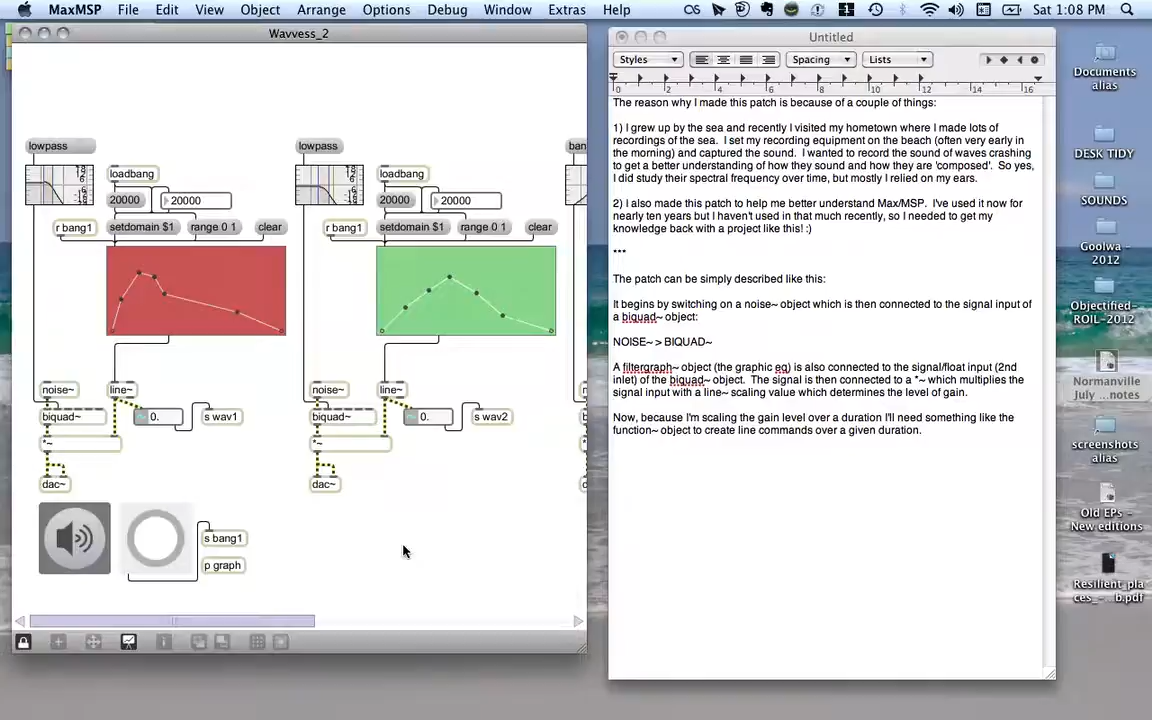 MaxMSP File Edit View Object Arrange Options Debug Window Extras Help
Sat 1:08 PM
Wavvess_2
lowpass
loadbang
20000
20000
r bang1
setdomain $1
range 0 1
clear
noise~
line~
biquad~
0.
s wav1
*~
dac~
s bang1
p graph
lowpass
loadbang
20000
20000
r bang1
setdomain $1
range 0 1
clear
noise~
line~
biquad~
0.
s wav2
*~
dac~
ban
Untitled
Styles
Spacing
Lists
0 2 4 6 8 10 12 14 16
The reason why I made this patch is because of a couple of things:
1) I grew up by the sea and recently I visited my hometown where I made lots of
recordings of the sea. I set my recording equipment on the beach (often very early in
the morning) and captured the sound. I wanted to record the sound of waves crashing
to get a better understanding of how they sound and how they are 'composed'. So yes,
I did study their spectral frequency over time, but mostly I relied on my ears.
2) I also made this patch to help me better understand Max/MSP. I've used it now for
nearly ten years but I haven't used in that much recently, so I needed to get my
knowledge back with a project like this! :)
***
The patch can be simply described like this:
It begins by switching on a noise~ object which is then connected to the signal input of
a biquad~ object:
NOISE~ > BIQUAD~
A filtergraph~ object (the graphic eq) is also connected to the signal/float input (2nd
inlet) of the biquad~ object. The signal is then connected to a *~ which multiplies the
signal input with a line~ scaling value which determines the level of gain.
Now, because I'm scaling the gain level over a duration I'll need something like the
function~ object to create line commands over a given duration.
Documents
alias
DESK TIDY
SOUNDS
Goolwa -
2012
Objectified-
ROIL-2012
Normanville
July ...notes
screenshots
alias
Old EPs -
New editions
Resilient_pla
ces_-...b.pdf